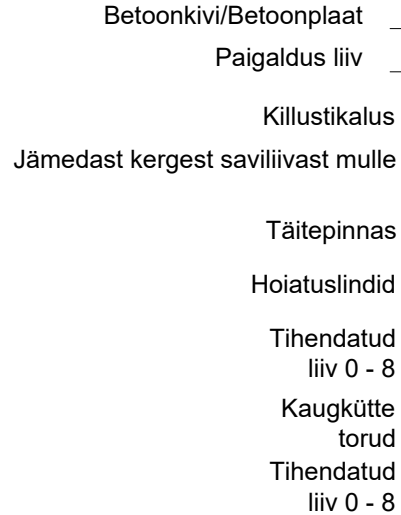 Betoonkivi/Betoonplaat
Paigaldus liiv
Killustikalus
Jämedast kergest saviliivast mulle
Täitepinnas
Hoiatuslindid
Tihendatud
liiv 0 - 8
Kaugkütte
torud
Tihendatud
liiv 0 - 8